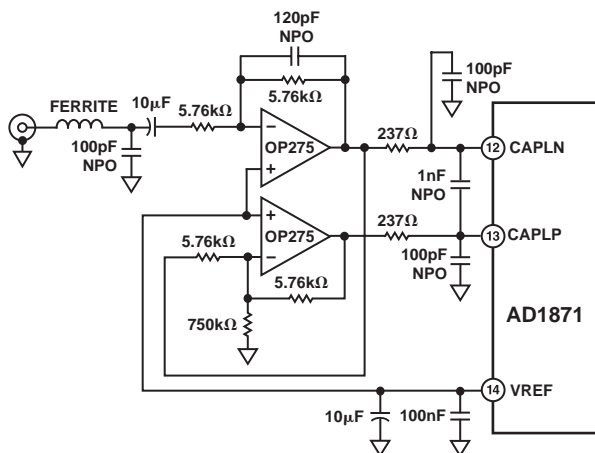 120pF
NPO
100pF
NPO
FERRITE
10μF
5.76kΩ
5.76kΩ
237Ω
12
CAPLN
100pF
NPO
−
OP275
+
1nF
NPO
+
OP275
−
237Ω
13
CAPLP
5.76kΩ
5.76kΩ
100pF
NPO
AD1871
750kΩ
14
VREF
10μF
100nF